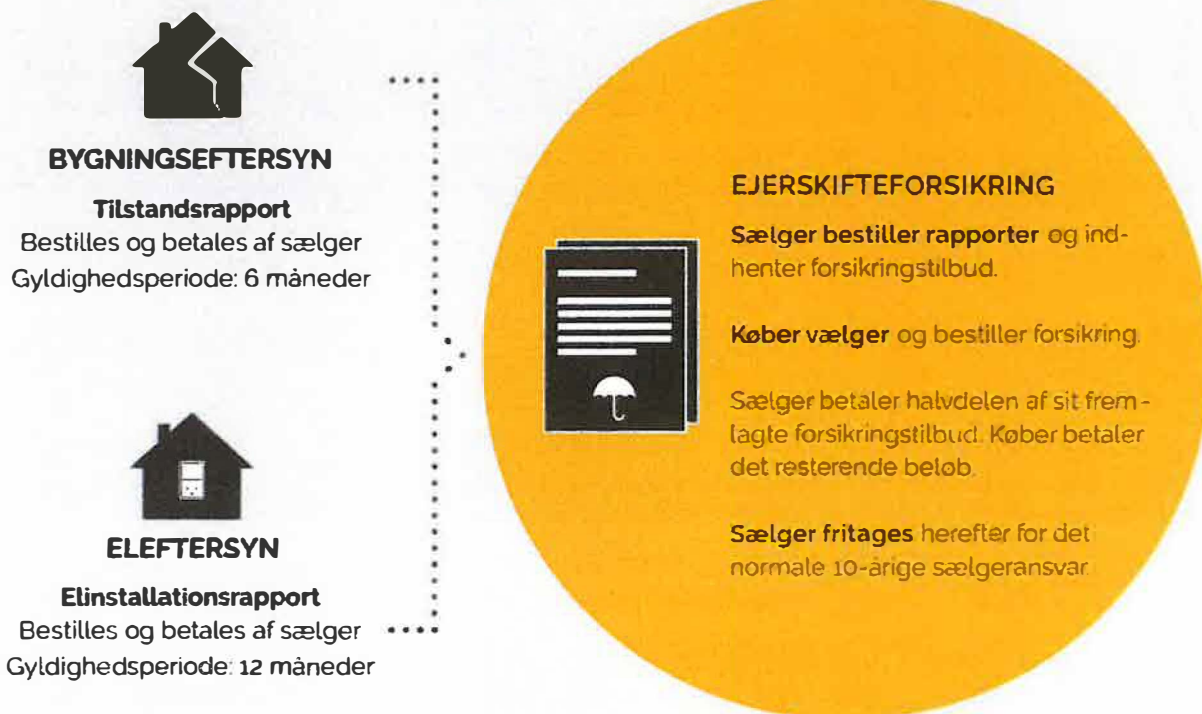 BYGNINGSEFTERSYN
Tilstandsrapport
Bestilles og betales af sælger
Gyldighedsperiode: 6 måneder
ELEFTERSYN
Elinstallationsrapport
Bestilles og betales af sælger
Gyldighedsperiode: 12 måneder
EJERSKIFTEFORSIKRING
Sælger bestiller rapporter og ind-
henter forsikringstilbud.
Køber vælger og bestiller forsikring.
Sælger betaler halvdelen af sit frem-
lagte forsikringstilbud. Køber betaler
det resterende beløb.
Sælger fritages herefter for det
normale 10-årige sælgeransvar.